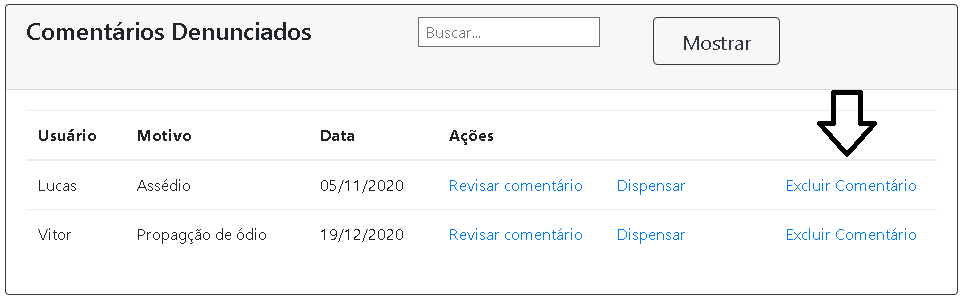 Comentários Denunciados Buscar... Mostrar
Usuário Motivo Data Ações
Lucas Assédio 05/11/2020 Revisar comentário Dispensar Excluir Comentário
Vitor Propagção de ódio 19/12/2020 Revisar comentário Dispensar Excluir Comentário